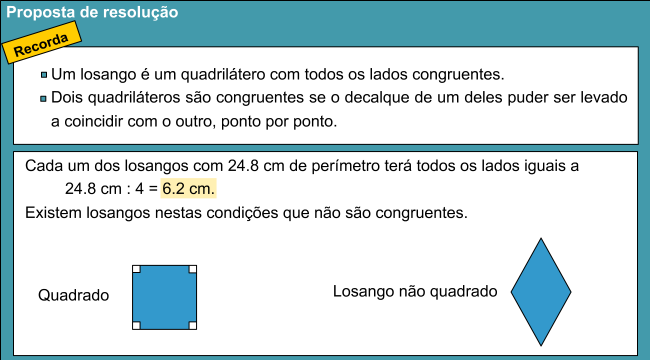 Proposta de resolução
Recorda
Um losango é um quadrilátero com todos os lados congruentes.
Dois quadriláteros são congruentes se o decalque de um deles puder ser levado
a coincidir com o outro, ponto por ponto.
Cada um dos losangos com 24.8 cm de perímetro terá todos os lados iguais a
24.8 cm : 4 = 6.2 cm.
Existem losangos nestas condições que não são congruentes.
Quadrado
Losango não quadrado